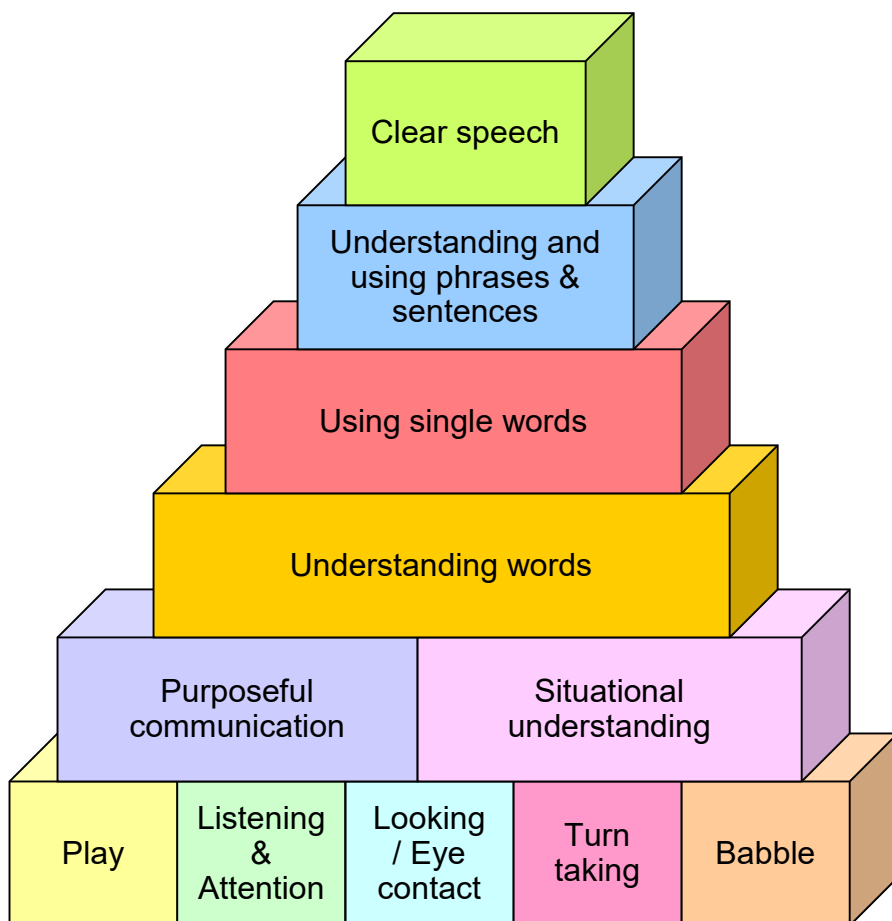 Clear speech
Understanding and
using phrases &
sentences
Using single words
Understanding words
Purposeful
communication
Situational
understanding
Play
Listening
&
Attention
Looking
/ Eye
contact
Turn
taking
Babble